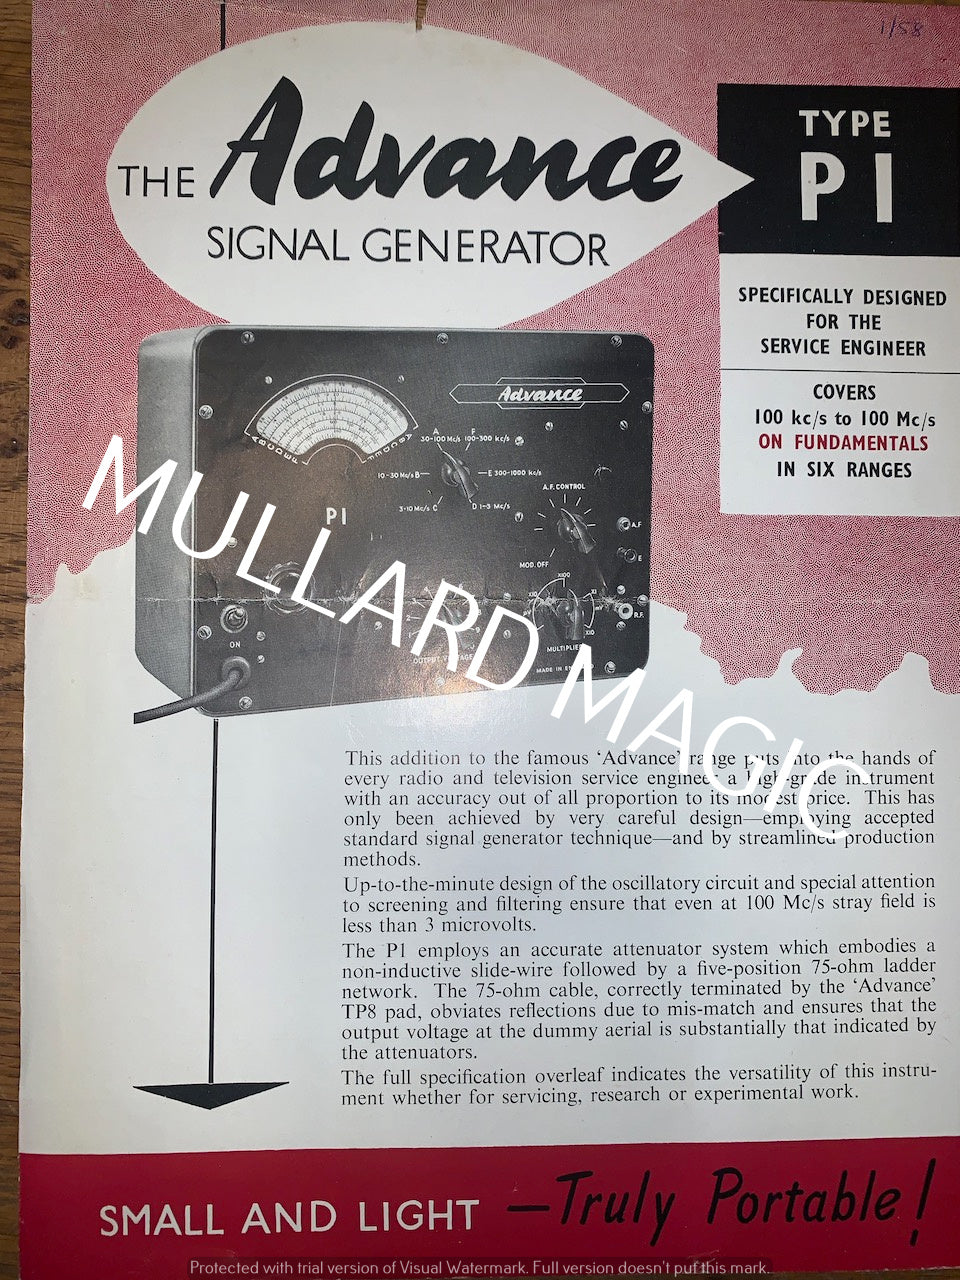 1/58
THE Advance
SIGNAL GENERATOR
TYPE
P1
SPECIFICALLY DESIGNED
FOR THE
SERVICE ENGINEER
COVERS
100 kc/s to 100 Mc/s
ON FUNDAMENTALS
IN SIX RANGES
Advance
A F
30-100 Mc/s 100-300 kc/s
10-30 Mc/s B E 300-1000 kc/s
3-10 Mc/s C D 1-3 Mc/s
A B C D E F
A.F. CONTROL
P1
A.F
E
MOD. OFF
X100
X10 X1
R.F.
X10
ON
OUTPUT VOLTAGE
MULTIPLIER
MADE IN
MULLARD MAGIC
This addition to the famous ‘Advance’ range puts into the hands of
every radio and television service engineer a high-grade instrument
with an accuracy out of all proportion to its modest price. This has
only been achieved by very careful design—employing accepted
standard signal generator technique—and by streamlined production
methods.
Up-to-the-minute design of the oscillatory circuit and special attention
to screening and filtering ensure that even at 100 Mc/s stray field is
less than 3 microvolts.
The P1 employs an accurate attenuator system which embodies a
non-inductive slide-wire followed by a five-position 75-ohm ladder
network. The 75-ohm cable, correctly terminated by the ‘Advance’
TP8 pad, obviates reflections due to mis-match and ensures that the
output voltage at the dummy aerial is substantially that indicated by
the attenuators.
The full specification overleaf indicates the versatility of this instru-
ment whether for servicing, research or experimental work.
SMALL AND LIGHT —Truly Portable!
Protected with trial version of Visual Watermark. Full version doesn't put this mark.